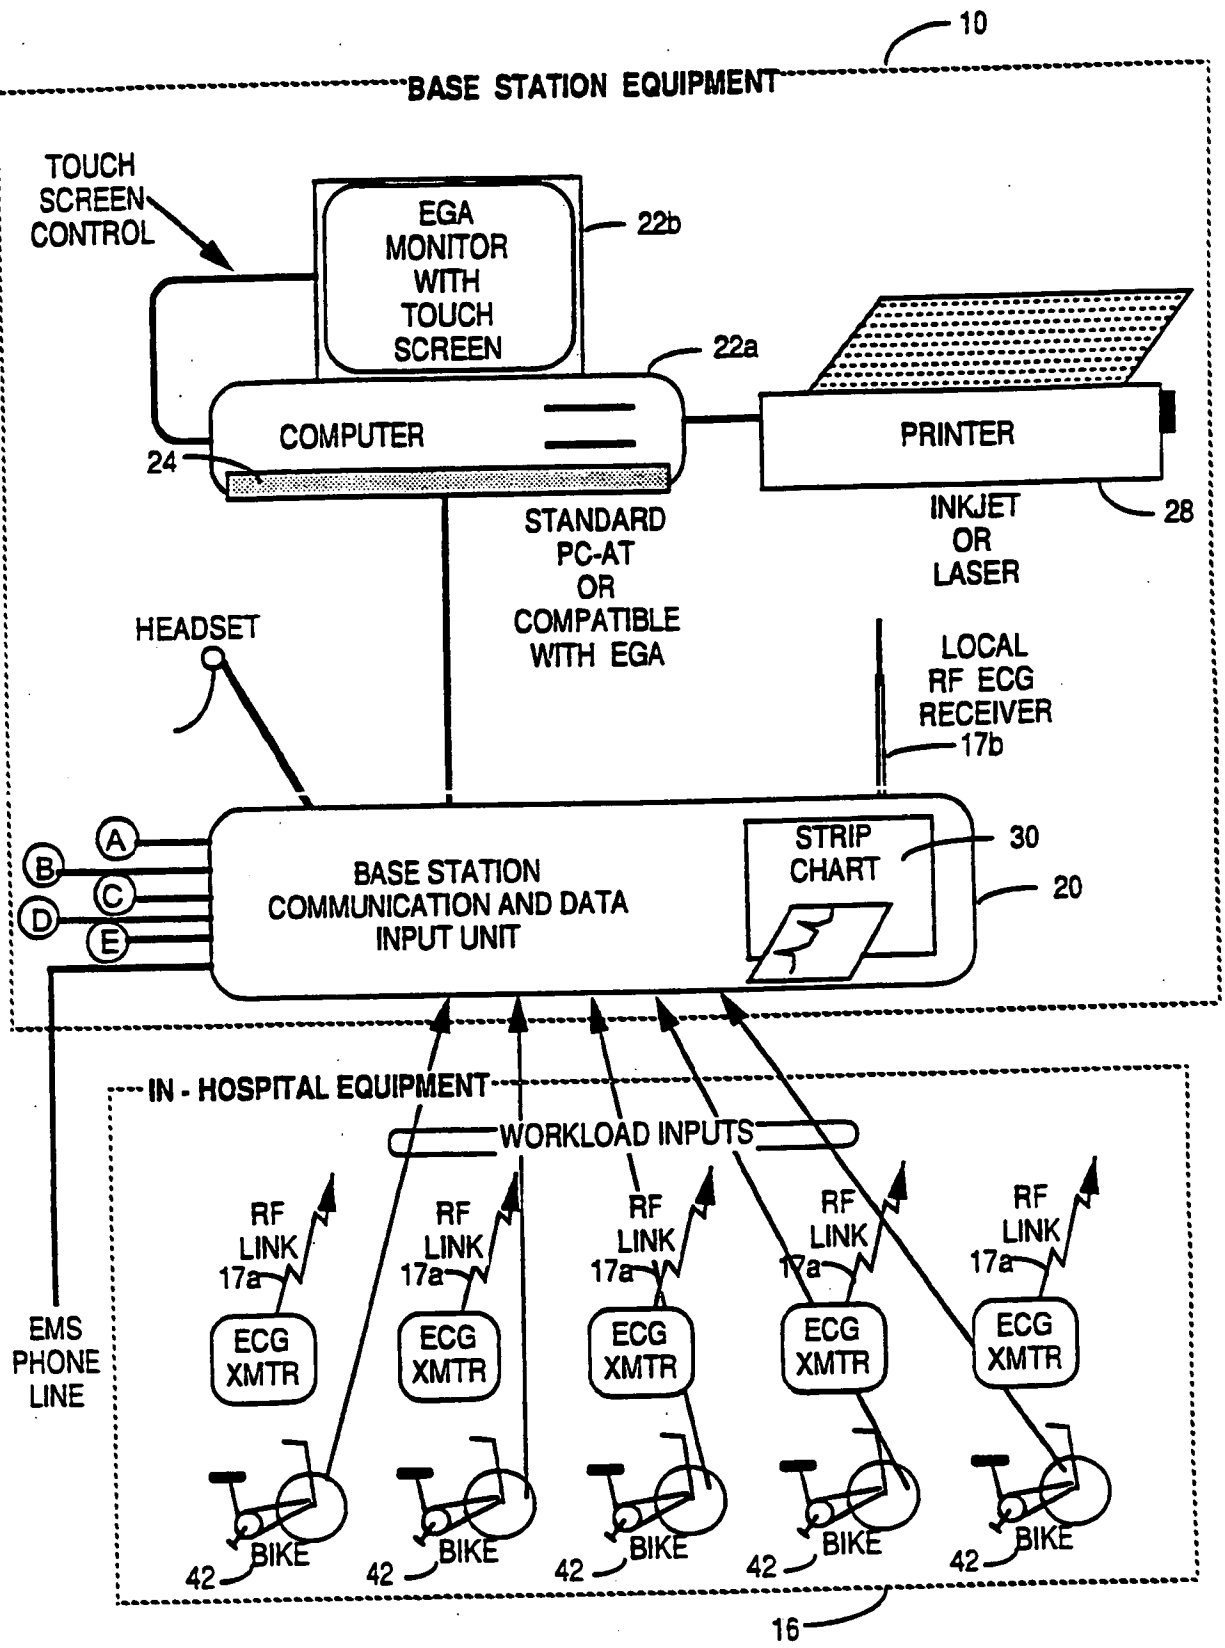 10
BASE STATION EQUIPMENT
TOUCH
SCREEN
CONTROL
EGA
MONITOR
WITH
TOUCH
SCREEN
22b
22a
COMPUTER
24
PRINTER
28
STANDARD
PC-AT
OR
COMPATIBLE
WITH EGA
INKJET
OR
LASER
HEADSET
LOCAL
RF ECG
RECEIVER
17b
A
B
C
D
E
BASE STATION
COMMUNICATION AND DATA
INPUT UNIT
STRIP
CHART
30
20
IN - HOSPITAL EQUIPMENT
WORKLOAD INPUTS
RF
LINK
17a
RF
LINK
17a
RF
LINK
17a
RF
LINK
17a
RF
LINK
17a
EMS
PHONE
LINE
ECG
XMTR
ECG
XMTR
ECG
XMTR
ECG
XMTR
ECG
XMTR
BIKE
42
BIKE
42
BIKE
42
BIKE
42
BIKE
42
16